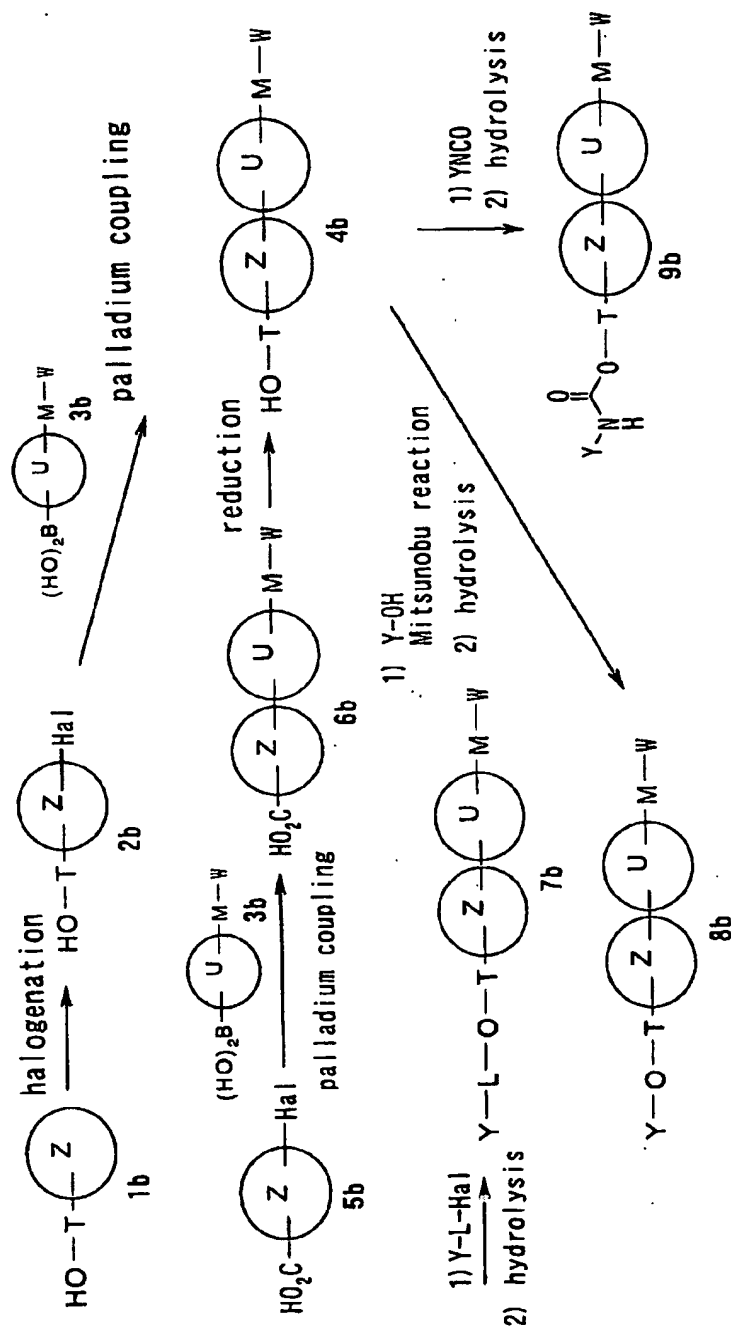 HO—T—Z
1b
halogenation
HO—T—Z—Hal
2b
(HO)₂B—U—M—W
3b
palladium coupling
HO₂C—Z—Hal
5b
(HO)₂B—U—M—W
3b
palladium coupling
HO₂C—Z—U—M—W
6b
reduction
HO—T—Z—U—M—W
4b
1) Y-L-Hal
2) hydrolysis
Y—L—O—T—Z—U—M—W
7b
1) Y-OH
Mitsunobu reaction
2) hydrolysis
Y—O—T—Z—U—M—W
8b
1) YNCO
2) hydrolysis
O
Y N O—T—Z—U—M—W
H
9b